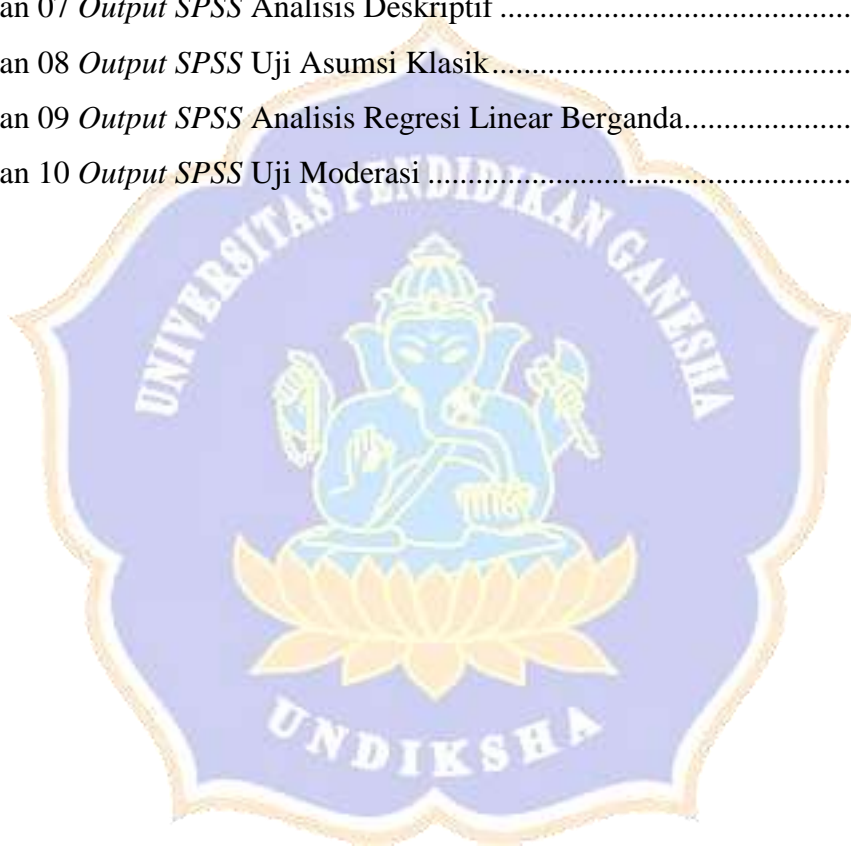 an 07 Output SPSS Analisis Deskriptif ............................................
an 08 Output SPSS Uji Asumsi Klasik.............................................
an 09 Output SPSS Analisis Regresi Linear Berganda.....................
an 10 Output SPSS Uji Moderasi .....................................................
UNIVERSITAS PENDIDIKAN GANESHA
UNDIKSHA